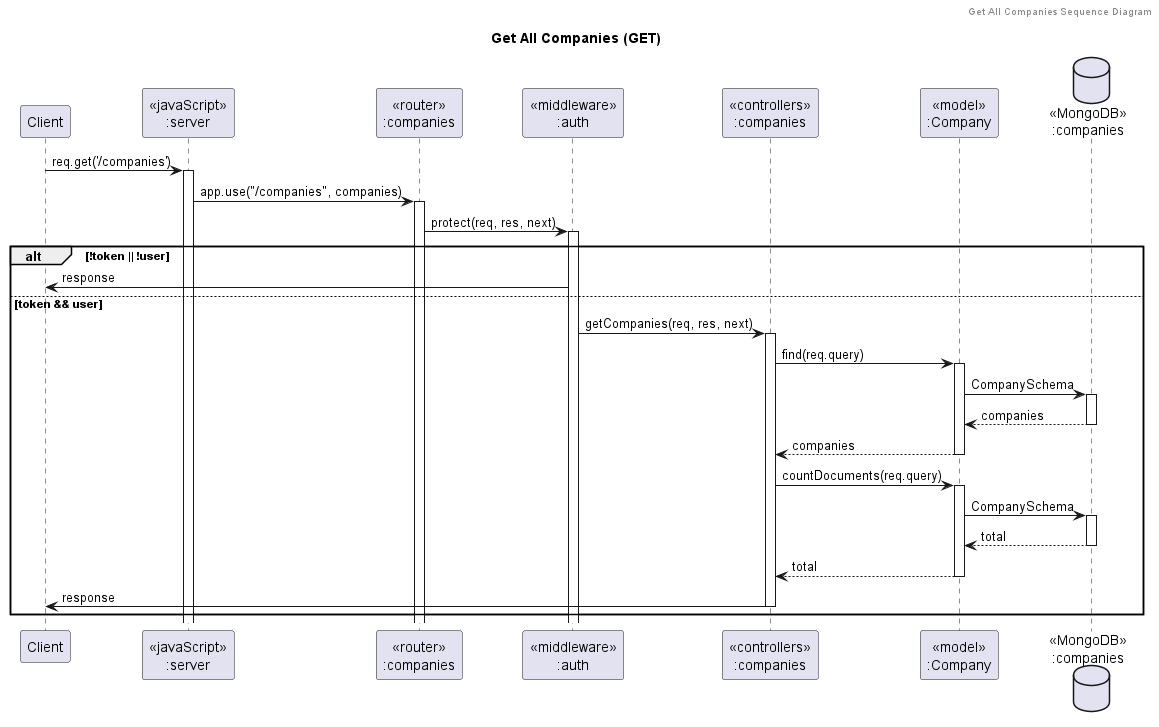 Get All Companies Sequence Diagram
Get All Companies (GET)
Client
«javaScript»
:server
«router»
:companies
«middleware»
:auth
«controllers»
:companies
«model»
:Company
«MongoDB»
:companies
req.get('/companies')
app.use("/companies", companies)
protect(req, res, next)
alt [!token || !user]
response
[token && user]
getCompanies(req, res, next)
find(req.query)
CompanySchema
companies
companies
countDocuments(req.query)
CompanySchema
total
total
response
Client
«javaScript»
:server
«router»
:companies
«middleware»
:auth
«controllers»
:companies
«model»
:Company
«MongoDB»
:companies